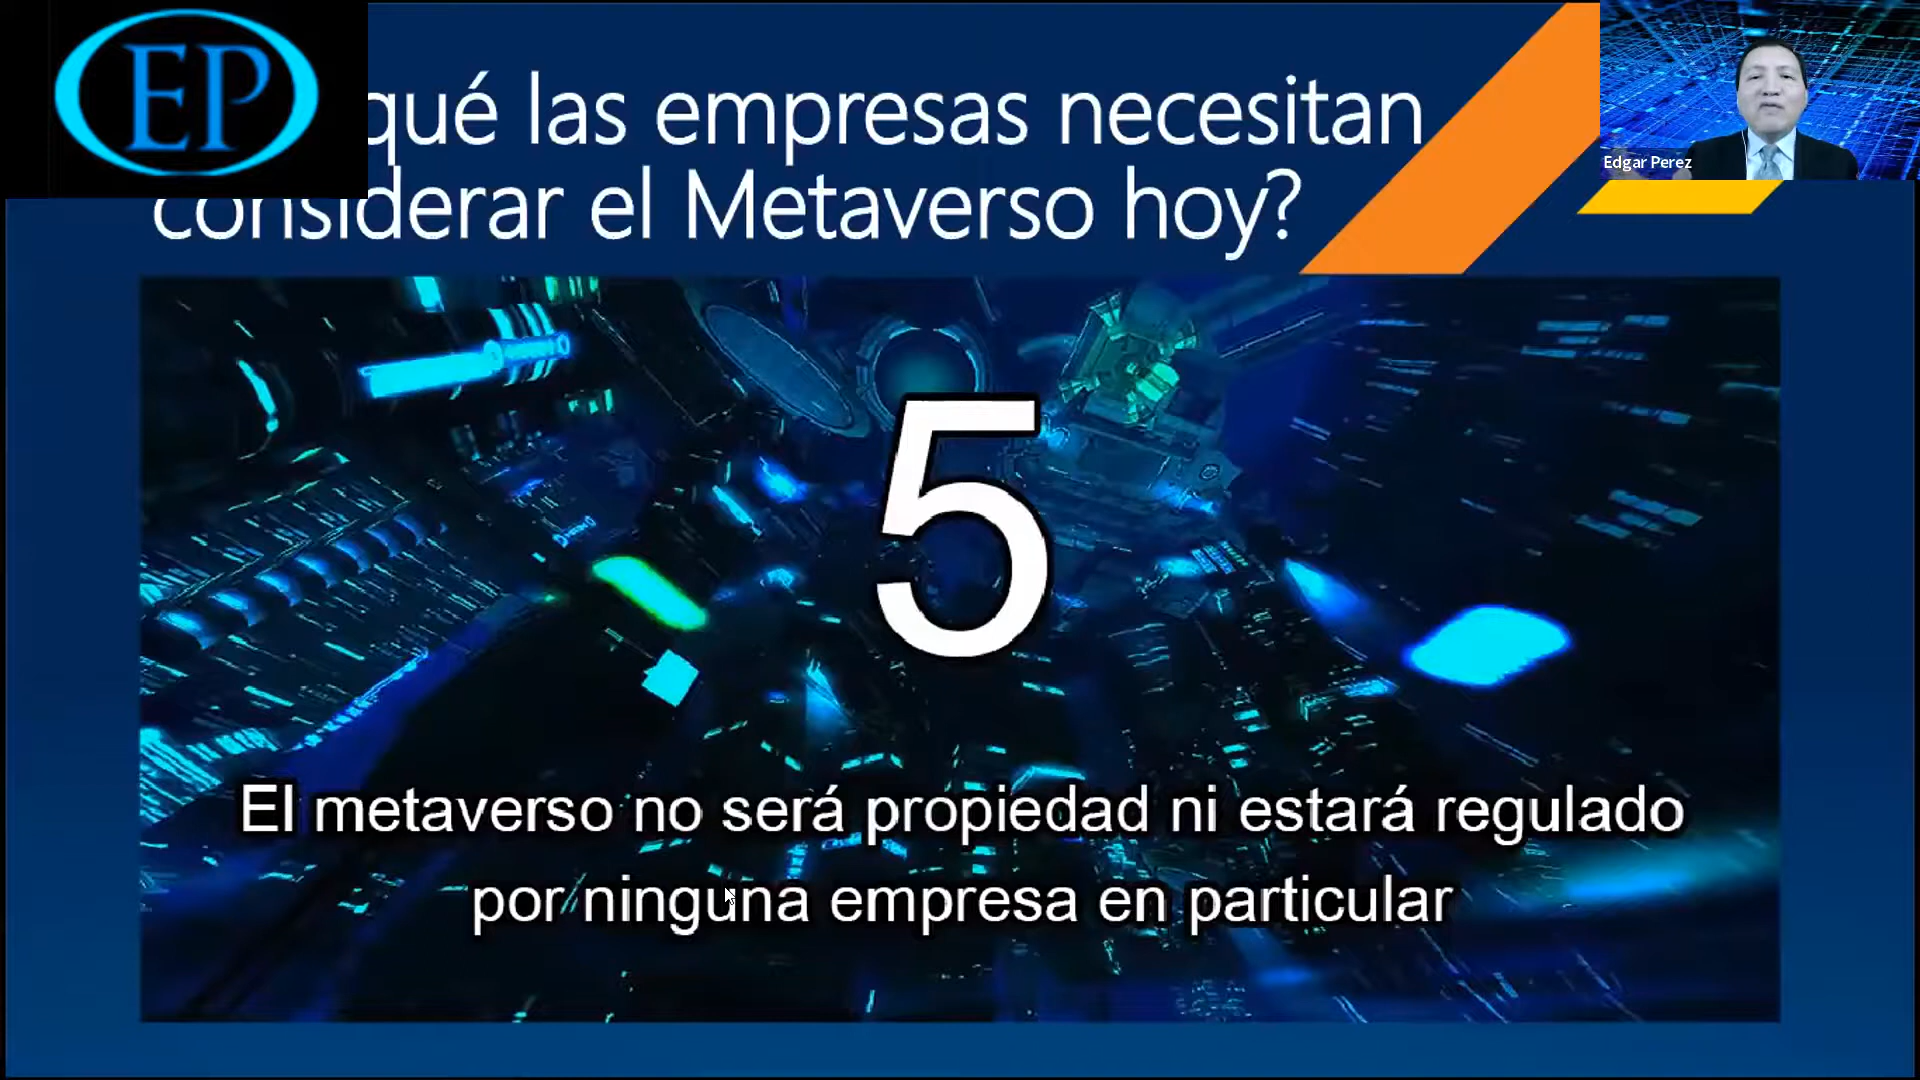 EP
qué las empresas necesitan
considerar el Metaverso hoy?
Edgar Perez
5
El metaverso no será propiedad ni estará regulado
por ninguna empresa en particular